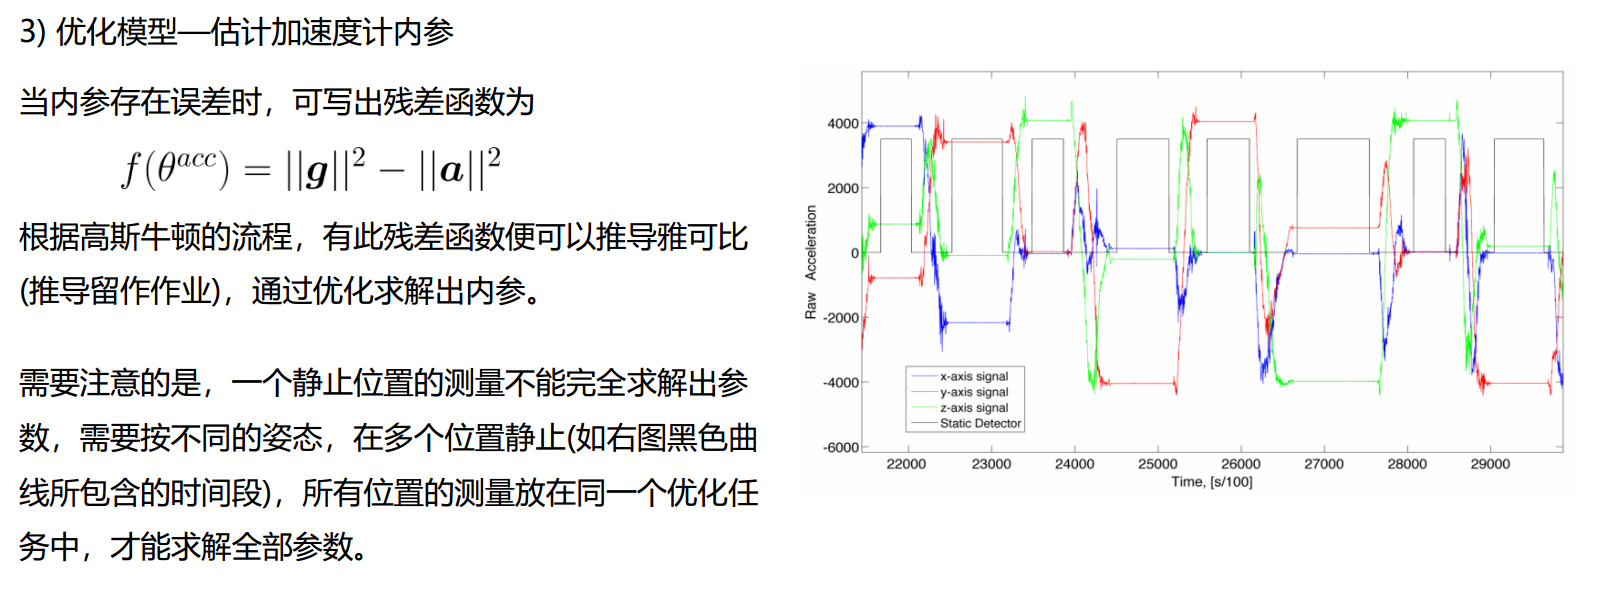 3) 优化模型—估计加速度计内参
当内参存在误差时，可写出残差函数为
f(θ^{acc}) = ||g||² − ||a||²
根据高斯牛顿的流程，有此残差函数便可以推导雅可比
(推导留作作业)，通过优化求解出内参。
需要注意的是，一个静止位置的测量不能完全求解出参
数，需要按不同的姿态，在多个位置静止(如右图黑色曲
线所包含的时间段)，所有位置的测量放在同一个优化任
务中，才能求解全部参数。
Raw Acceleration
4000
2000
0
-2000
-4000
-6000
x-axis signal
y-axis signal
z-axis signal
Static Detector
22000 23000 24000 25000 26000 27000 28000 29000
Time, [s/100]